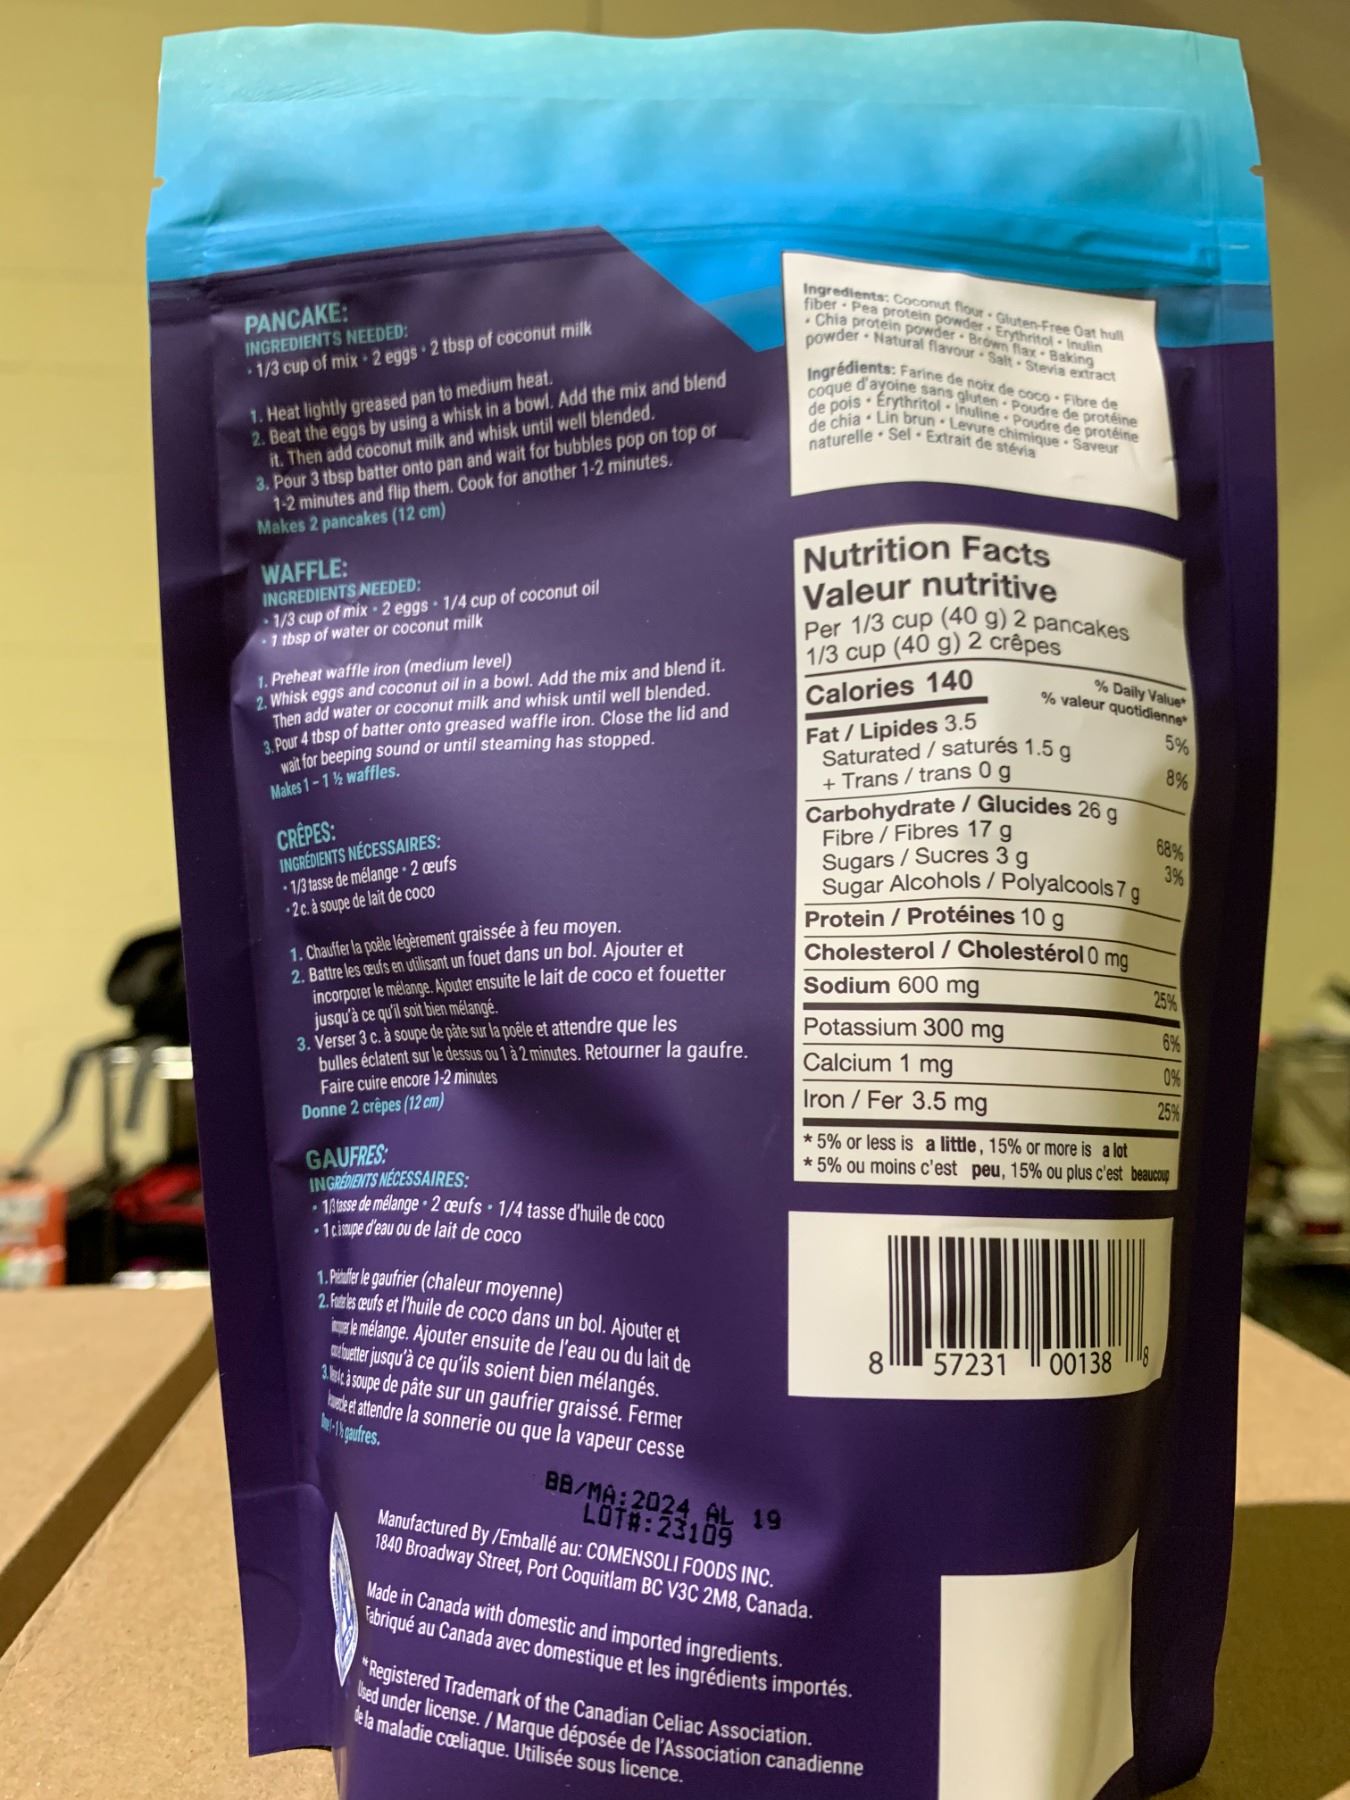 PANCAKE:
INGREDIENTS NEEDED:
• 1/3 cup of mix • 2 eggs • 2 tbsp of coconut milk
1. Heat lightly greased pan to medium heat.
2. Beat the eggs by using a whisk in a bowl. Add the mix and blend
it. Then add coconut milk and whisk until well blended.
3. Pour 3 tbsp batter onto pan and wait for bubbles pop on top or
1-2 minutes and flip them. Cook for another 1-2 minutes.
Makes 2 pancakes (12 cm)
WAFFLE:
INGREDIENTS NEEDED:
• 1/3 cup of mix • 2 eggs • 1/4 cup of coconut oil
• 1 tbsp of water or coconut milk
1. Preheat waffle iron (medium level)
2. Whisk eggs and coconut oil in a bowl. Add the mix and blend it.
Then add water or coconut milk and whisk until well blended.
3. Pour 4 tbsp of batter onto greased waffle iron. Close the lid and
wait for beeping sound or until steaming has stopped.
Makes 1 - 1 ½ waffles.
CRÊPES:
INGRÉDIENTS NÉCESSAIRES:
• 1/3 tasse de mélange • 2 œufs
• 2 c. à soupe de lait de coco
1. Chauffer la poêle légèrement graissée à feu moyen.
2. Battre les œufs en utilisant un fouet dans un bol. Ajouter et
incorporer le mélange. Ajouter ensuite le lait de coco et fouetter
jusqu'à ce qu'il soit bien mélangé.
3. Verser 3 c. à soupe de pâte sur la poêle et attendre que les
bulles éclatent sur le dessus ou 1 à 2 minutes. Retourner la gaufre.
Faire cuire encore 1-2 minutes
Donne 2 crêpes (12 cm)
GAUFRES:
INGRÉDIENTS NÉCESSAIRES:
• 1/3 tasse de mélange • 2 œufs • 1/4 tasse d'huile de coco
• 1 c. à soupe d'eau ou de lait de coco
1. Préchauffer le gaufrier (chaleur moyenne)
2. les œufs et l'huile de coco dans un bol. Ajouter et
le mélange. Ajouter ensuite de l'eau ou du lait de
fouetter jusqu'à ce qu'ils soient bien mélangés.
3. à soupe de pâte sur un gaufrier graissé. Fermer
et attendre la sonnerie ou que la vapeur cesse
1 - 1 ½ gaufres.
BB/MA:2024 AL 19
LOT#:23109
Manufactured By /Emballé au: COMENSOLI FOODS INC.
1840 Broadway Street, Port Coquitlam BC V3C 2M8, Canada.
Made in Canada with domestic and imported ingredients.
Fabriqué au Canada avec domestique et les ingrédients importés.
*Registered Trademark of the Canadian Celiac Association.
Used under license. / Marque déposée de l'Association canadienne
de la maladie cœliaque. Utilisée sous licence.
Ingredients: Coconut flour • Gluten-Free Oat hull
fiber • Pea protein powder • Erythritol • Inulin
• Chia protein powder • Brown flax • Baking
powder • Natural flavour • Salt • Stevia extract
Ingrédients: Farine de noix de coco • Fibre de
coque d'avoine sans gluten • Poudre de protéine
de pois • Érythritol • Inuline • Poudre de protéine
de chia • Lin brun • Levure chimique • Saveur
naturelle • Sel • Extrait de stévia
Nutrition Facts
Valeur nutritive
Per 1/3 cup (40 g) 2 pancakes
1/3 cup (40 g) 2 crêpes
Calories 140
% Daily Value*
% valeur quotidienne*
Fat / Lipides 3.5 5%
Saturated / saturés 1.5 g
+ Trans / trans 0 g 8%
Carbohydrate / Glucides 26 g
Fibre / Fibres 17 g 68%
Sugars / Sucres 3 g 3%
Sugar Alcohols / Polyalcools 7 g
Protein / Protéines 10 g
Cholesterol / Cholestérol 0 mg
Sodium 600 mg 25%
Potassium 300 mg 6%
Calcium 1 mg 0%
Iron / Fer 3.5 mg 25%
* 5% or less is a little, 15% or more is a lot
* 5% ou moins c'est peu, 15% ou plus c'est beaucoup
8 57231 00138 8